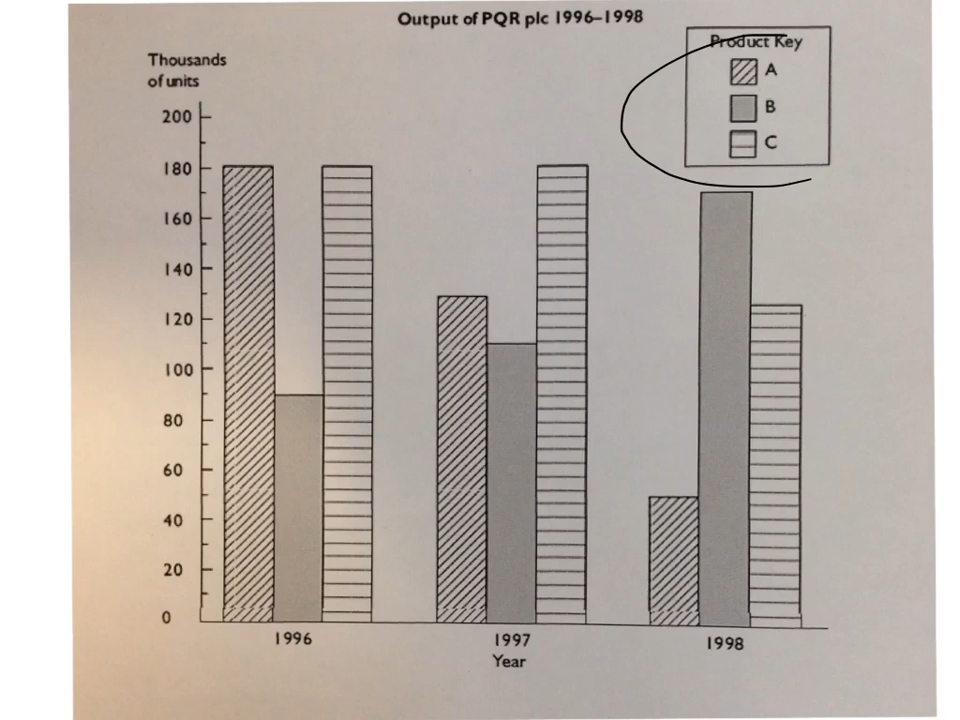 Output of PQR plc 1996–1998
Product Key
A
B
C
Thousands
of units
200
180
160
140
120
100
80
60
40
20
0
1996
1997
1998
Year